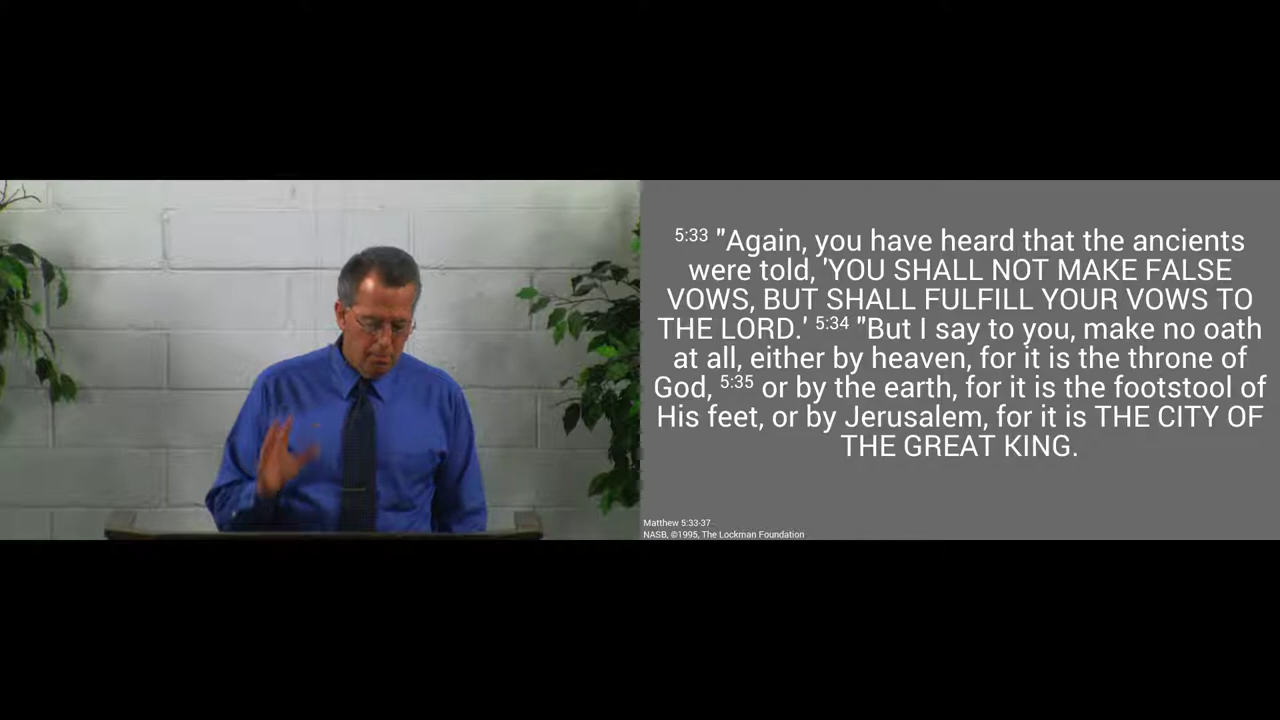 5:33 "Again, you have heard that the ancients
were told, 'YOU SHALL NOT MAKE FALSE
VOWS, BUT SHALL FULFILL YOUR VOWS TO
THE LORD.' 5:34 "But I say to you, make no oath
at all, either by heaven, for it is the throne of
God, 5:35 or by the earth, for it is the footstool of
His feet, or by Jerusalem, for it is THE CITY OF
THE GREAT KING.
Matthew 5:33-37
NASB, ©1995, The Lockman Foundation